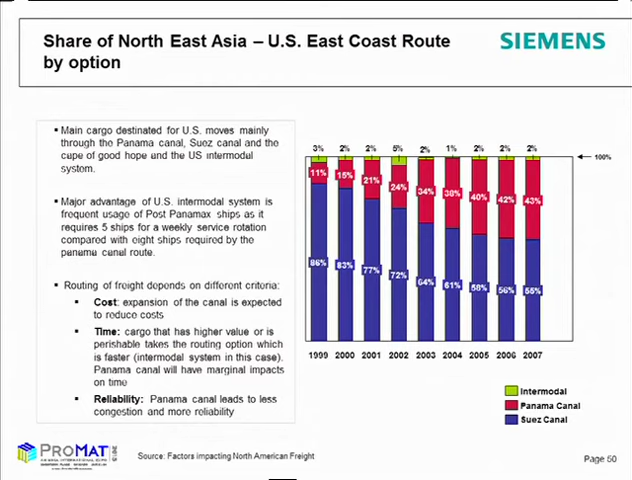 Share of North East Asia – U.S. East Coast Route
by option
SIEMENS
Main cargo destinated for U.S. moves mainly
through the Panama canal, Suez canal and the
cupe of good hope and the US intermodal
system.
Major advantage of U.S. intermodal system is
frequent usage of Post Panamax ships as it
requires 5 ships for a weekly service rotation
compared with eight ships required by the
panama canal route.
Routing of freight depends on different criteria:
Cost: expansion of the canal is expected
to reduce costs
Time: cargo that has higher value or is
perishable takes the routing option which
is faster (intermodal system in this case).
Panama canal will have marginal impacts
on time
Reliability: Panama canal leads to less
congestion and more reliability
3% 2% 2% 5% 2% 1% 2% 2% 2%
100%
11% 15% 21% 24% 34% 38% 40% 42% 43%
86% 83% 77% 72% 64% 61% 58% 56% 55%
1999 2000 2001 2002 2003 2004 2005 2006 2007
Intermodal
Panama Canal
Suez Canal
PROMAT
2013
Source: Factors impacting North American Freight
Page 50